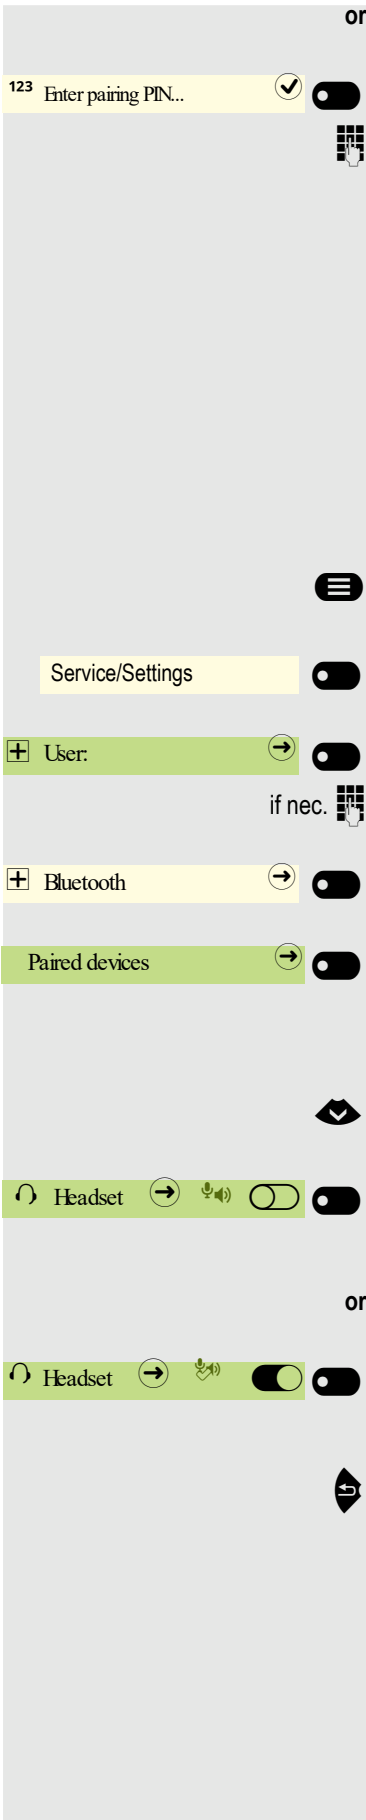 or
123 Enter pairing PIN...
Service/Settings
User:
if nec.
Bluetooth
Paired devices
Headset
or
Headset